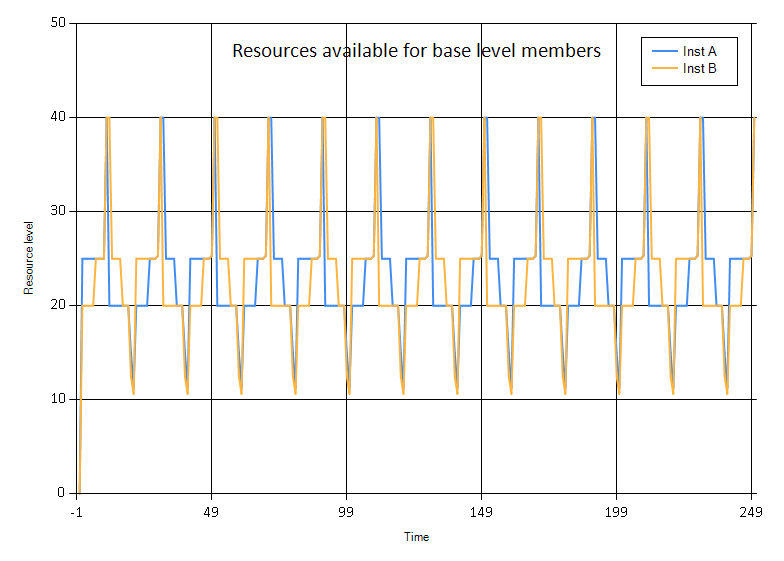 Resources available for base level members
Inst A
Inst B
50
40
30
20
10
0
Resource level
-1 49 99 149 199 249
Time